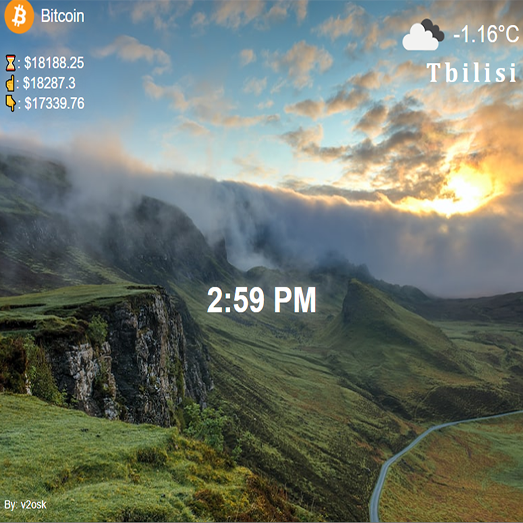 Bitcoin
⏳: $18188.25
👆: $18287.3
👇: $17339.76
-1.16°C
Tbilisi
2:59 PM
By: v2osk